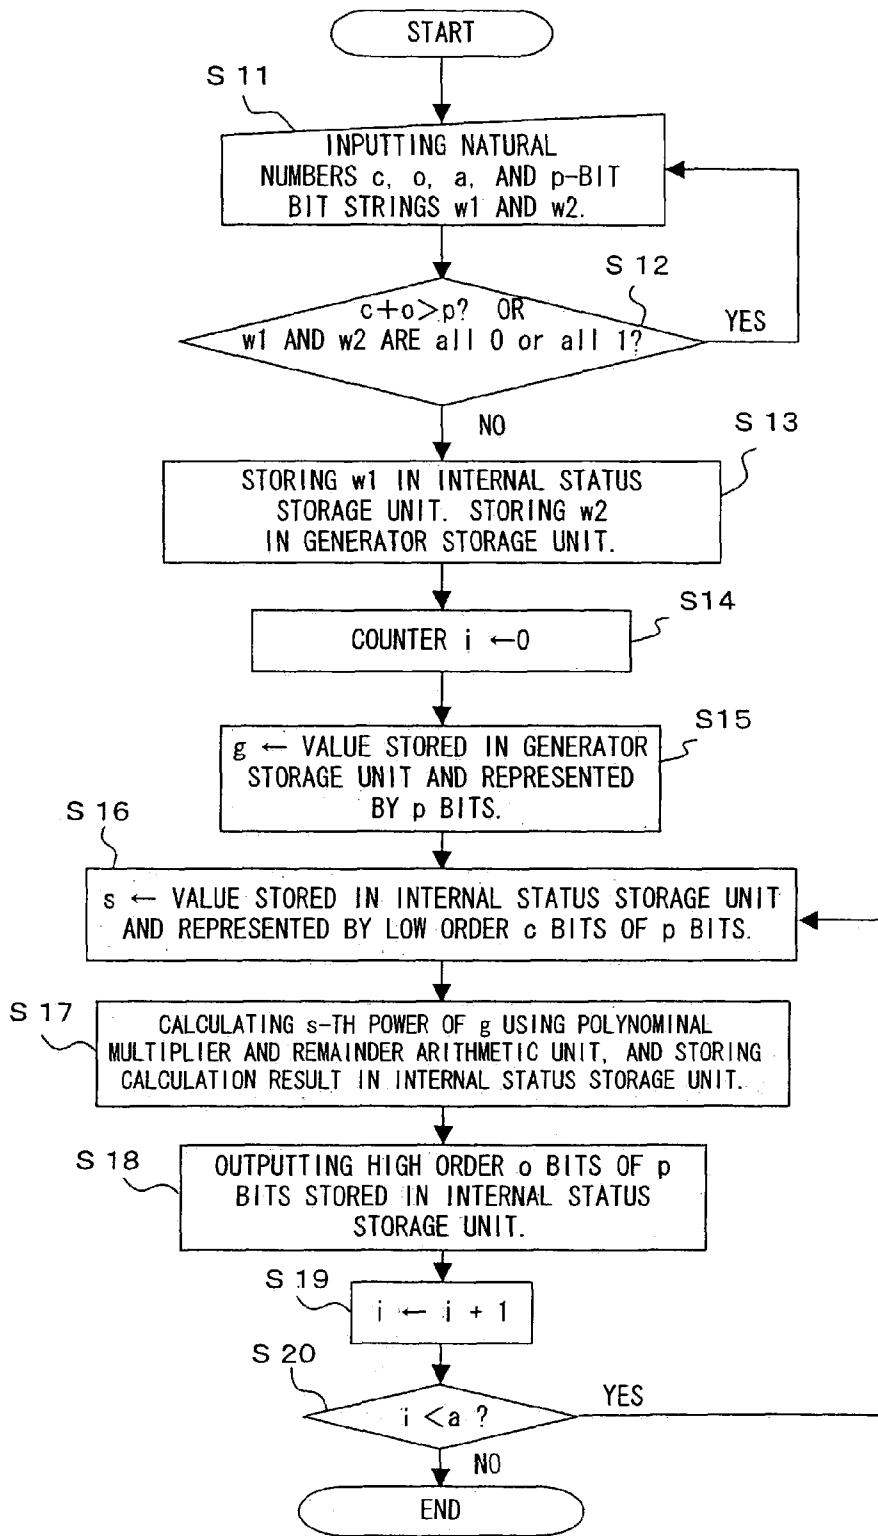 START
S 11
INPUTTING NATURAL
NUMBERS c, o, a, AND p-BIT
BIT STRINGS w1 AND w2.
S 12
c+o>p? OR
w1 AND w2 ARE all 0 or all 1?
YES
NO
S 13
STORING w1 IN INTERNAL STATUS
STORAGE UNIT. STORING w2
IN GENERATOR STORAGE UNIT.
S14
COUNTER i ←0
S15
g ← VALUE STORED IN GENERATOR
STORAGE UNIT AND REPRESENTED
BY p BITS.
S 16
s ← VALUE STORED IN INTERNAL STATUS STORAGE UNIT
AND REPRESENTED BY LOW ORDER c BITS OF p BITS.
S 17
CALCULATING s-TH POWER OF g USING POLYNOMINAL
MULTIPLIER AND REMAINDER ARITHMETIC UNIT, AND STORING
CALCULATION RESULT IN INTERNAL STATUS STORAGE UNIT.
S 18
OUTPUTTING HIGH ORDER o BITS OF p
BITS STORED IN INTERNAL STATUS
STORAGE UNIT.
S 19
i ← i + 1
S 20
i <a ?
YES
NO
END